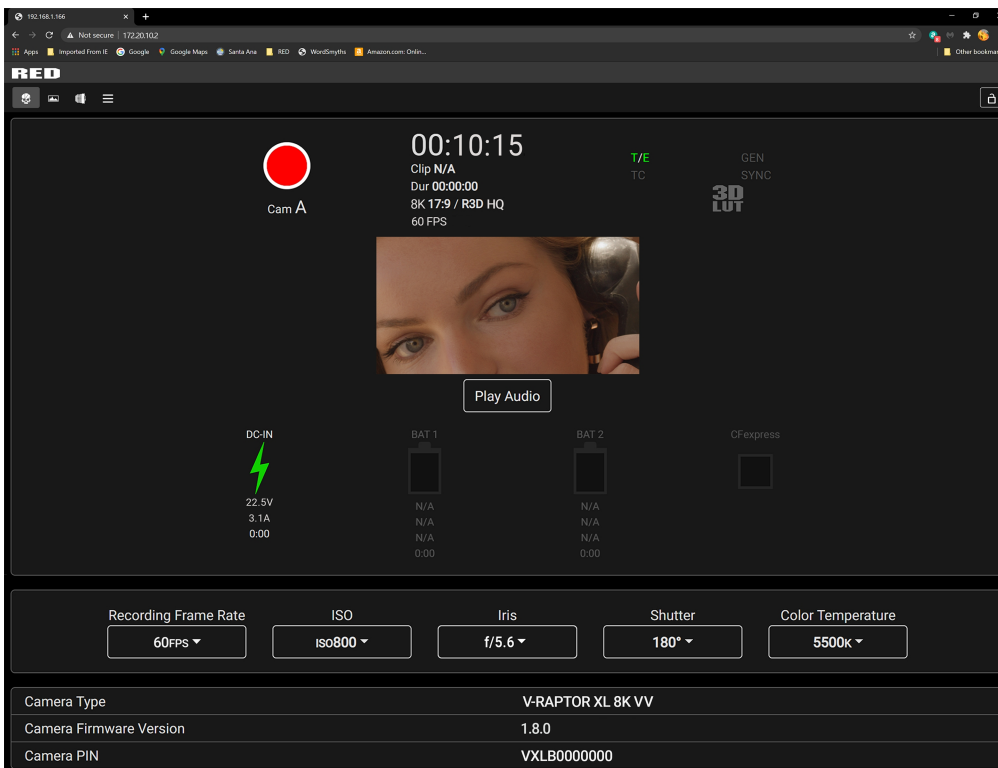 192.168.1.166
Not secure | 172.20.10.2
Apps Imported From IE Google Google Maps Santa Ana RED WordSmyths Amazon.com: Onlin... Other bookmar
RED
00:10:15
Clip N/A
Dur 00:00:00
8K 17:9 / R3D HQ
60 FPS
Cam A
T/E
TC
GEN
SYNC
3D
LUT
Play Audio
DC-IN BAT 1 BAT 2 CFexpress
22.5V N/A N/A
3.1A N/A N/A
0:00 N/A N/A
0:00 0:00
Recording Frame Rate ISO Iris Shutter Color Temperature
60FPS ISO800 f/5.6 180° 5500K
Camera Type V-RAPTOR XL 8K VV
Camera Firmware Version 1.8.0
Camera PIN VXLB0000000